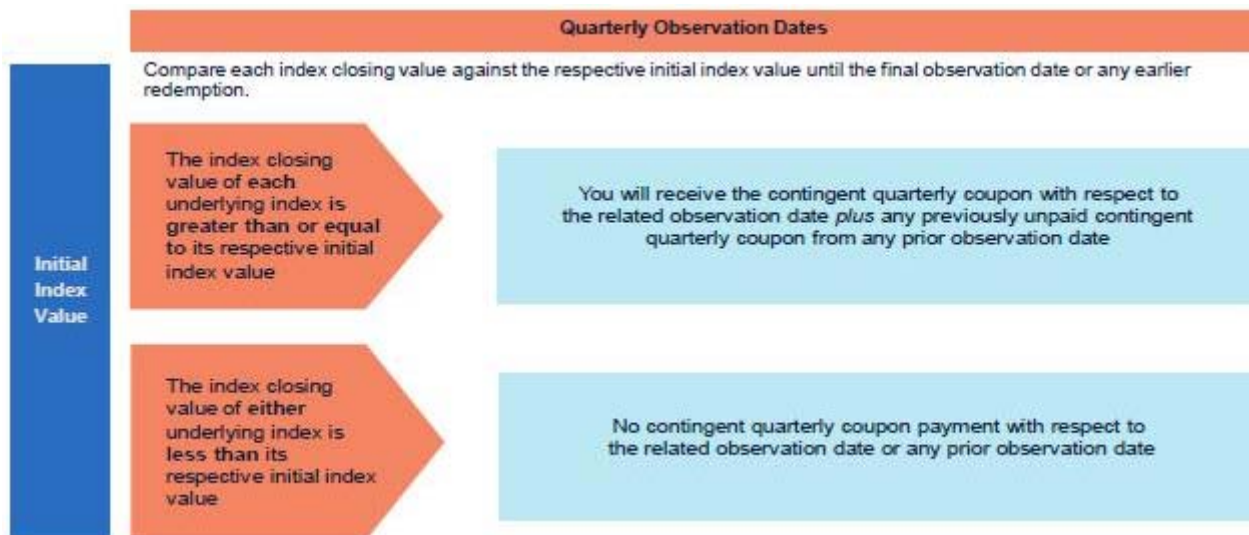 Quarterly Observation Dates
Compare each index closing value against the respective initial index value until the final observation date or any earlier
redemption.
Initial
Index
Value
The index closing
value of each
underlying index is
greater than or equal
to its respective initial
index value
You will receive the contingent quarterly coupon with respect to
the related observation date plus any previously unpaid contingent
quarterly coupon from any prior observation date
The index closing
value of either
underlying index is
less than its
respective initial index
value
No contingent quarterly coupon payment with respect to
the related observation date or any prior observation date